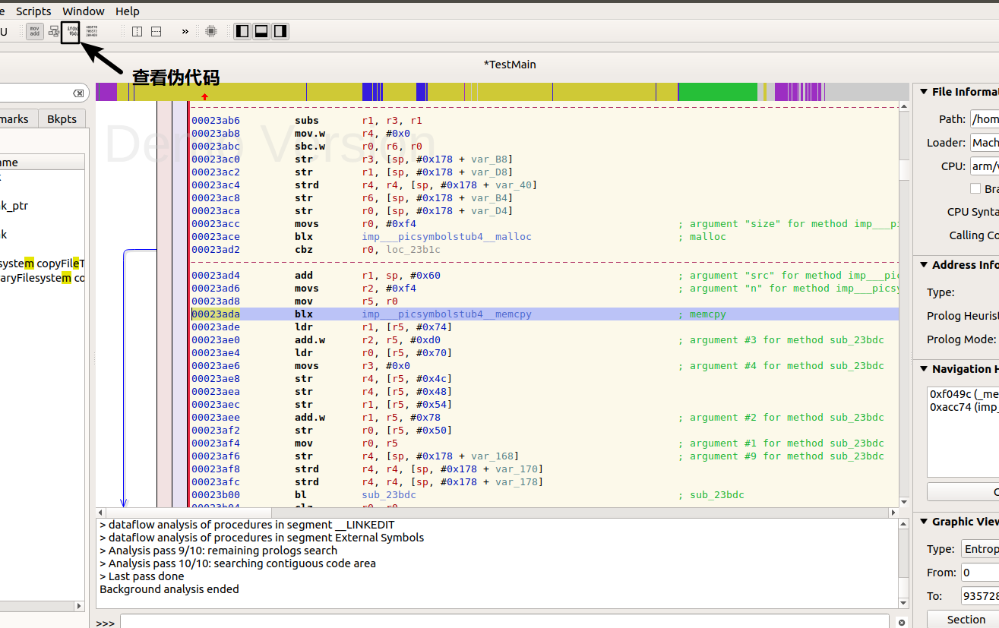 e Scripts Window Help
U mov add if(b) f(x); »
查看伪代码
*TestMain
Demo Version
marks Bkpts
me
k_ptr
k
system copyFileT
aryFilesystem co
00023ab6 subs r1, r3, r1
00023ab8 mov.w r4, #0x0
00023abc sbc.w r0, r6, r0
00023ac0 str r3, [sp, #0x178 + var_B8]
00023ac2 str r1, [sp, #0x178 + var_D8]
00023ac4 strd r4, r4, [sp, #0x178 + var_40]
00023ac8 str r6, [sp, #0x178 + var_B4]
00023aca str r0, [sp, #0x178 + var_D4]
00023acc movs r0, #0xf4 ; argument "size" for method imp___pi
00023ace blx imp___picsymbolstub4__malloc ; malloc
00023ad2 cbz r0, loc_23b1c
00023ad4 add r1, sp, #0x60 ; argument "src" for method imp___pic
00023ad6 movs r2, #0xf4 ; argument "n" for method imp___picsy
00023ad8 mov r5, r0
00023ada blx imp___picsymbolstub4__memcpy ; memcpy
00023ade ldr r1, [r5, #0x74]
00023ae0 add.w r2, r5, #0xd0 ; argument #3 for method sub_23bdc
00023ae4 ldr r0, [r5, #0x70]
00023ae6 movs r3, #0x0 ; argument #4 for method sub_23bdc
00023ae8 str r4, [r5, #0x4c]
00023aea str r4, [r5, #0x48]
00023aec str r1, [r5, #0x54]
00023aee add.w r1, r5, #0x78 ; argument #2 for method sub_23bdc
00023af2 str r0, [r5, #0x50]
00023af4 mov r0, r5 ; argument #1 for method sub_23bdc
00023af6 str r4, [sp, #0x178 + var_168] ; argument #9 for method sub_23bdc
00023af8 strd r4, r4, [sp, #0x178 + var_170]
00023afc strd r4, r4, [sp, #0x178 + var_178]
00023b00 bl sub_23bdc ; sub_23bdc
00023b04 clz r0, r0
> dataflow analysis of procedures in segment __LINKEDIT
> dataflow analysis of procedures in segment External Symbols
> Analysis pass 9/10: remaining prologs search
> Analysis pass 10/10: searching contiguous code area
> Last pass done
Background analysis ended
>>>
File Informat
Path: /hom
Loader: Mach
CPU: arm/v
Bra
CPU Synta
Calling Co
Address Info
Type:
Prolog Heurist
Prolog Mode:
Navigation H
0xf049c (_me
0xacc74 (imp_
C
Graphic View
Type: Entrop
From: 0
To: 935728
Section